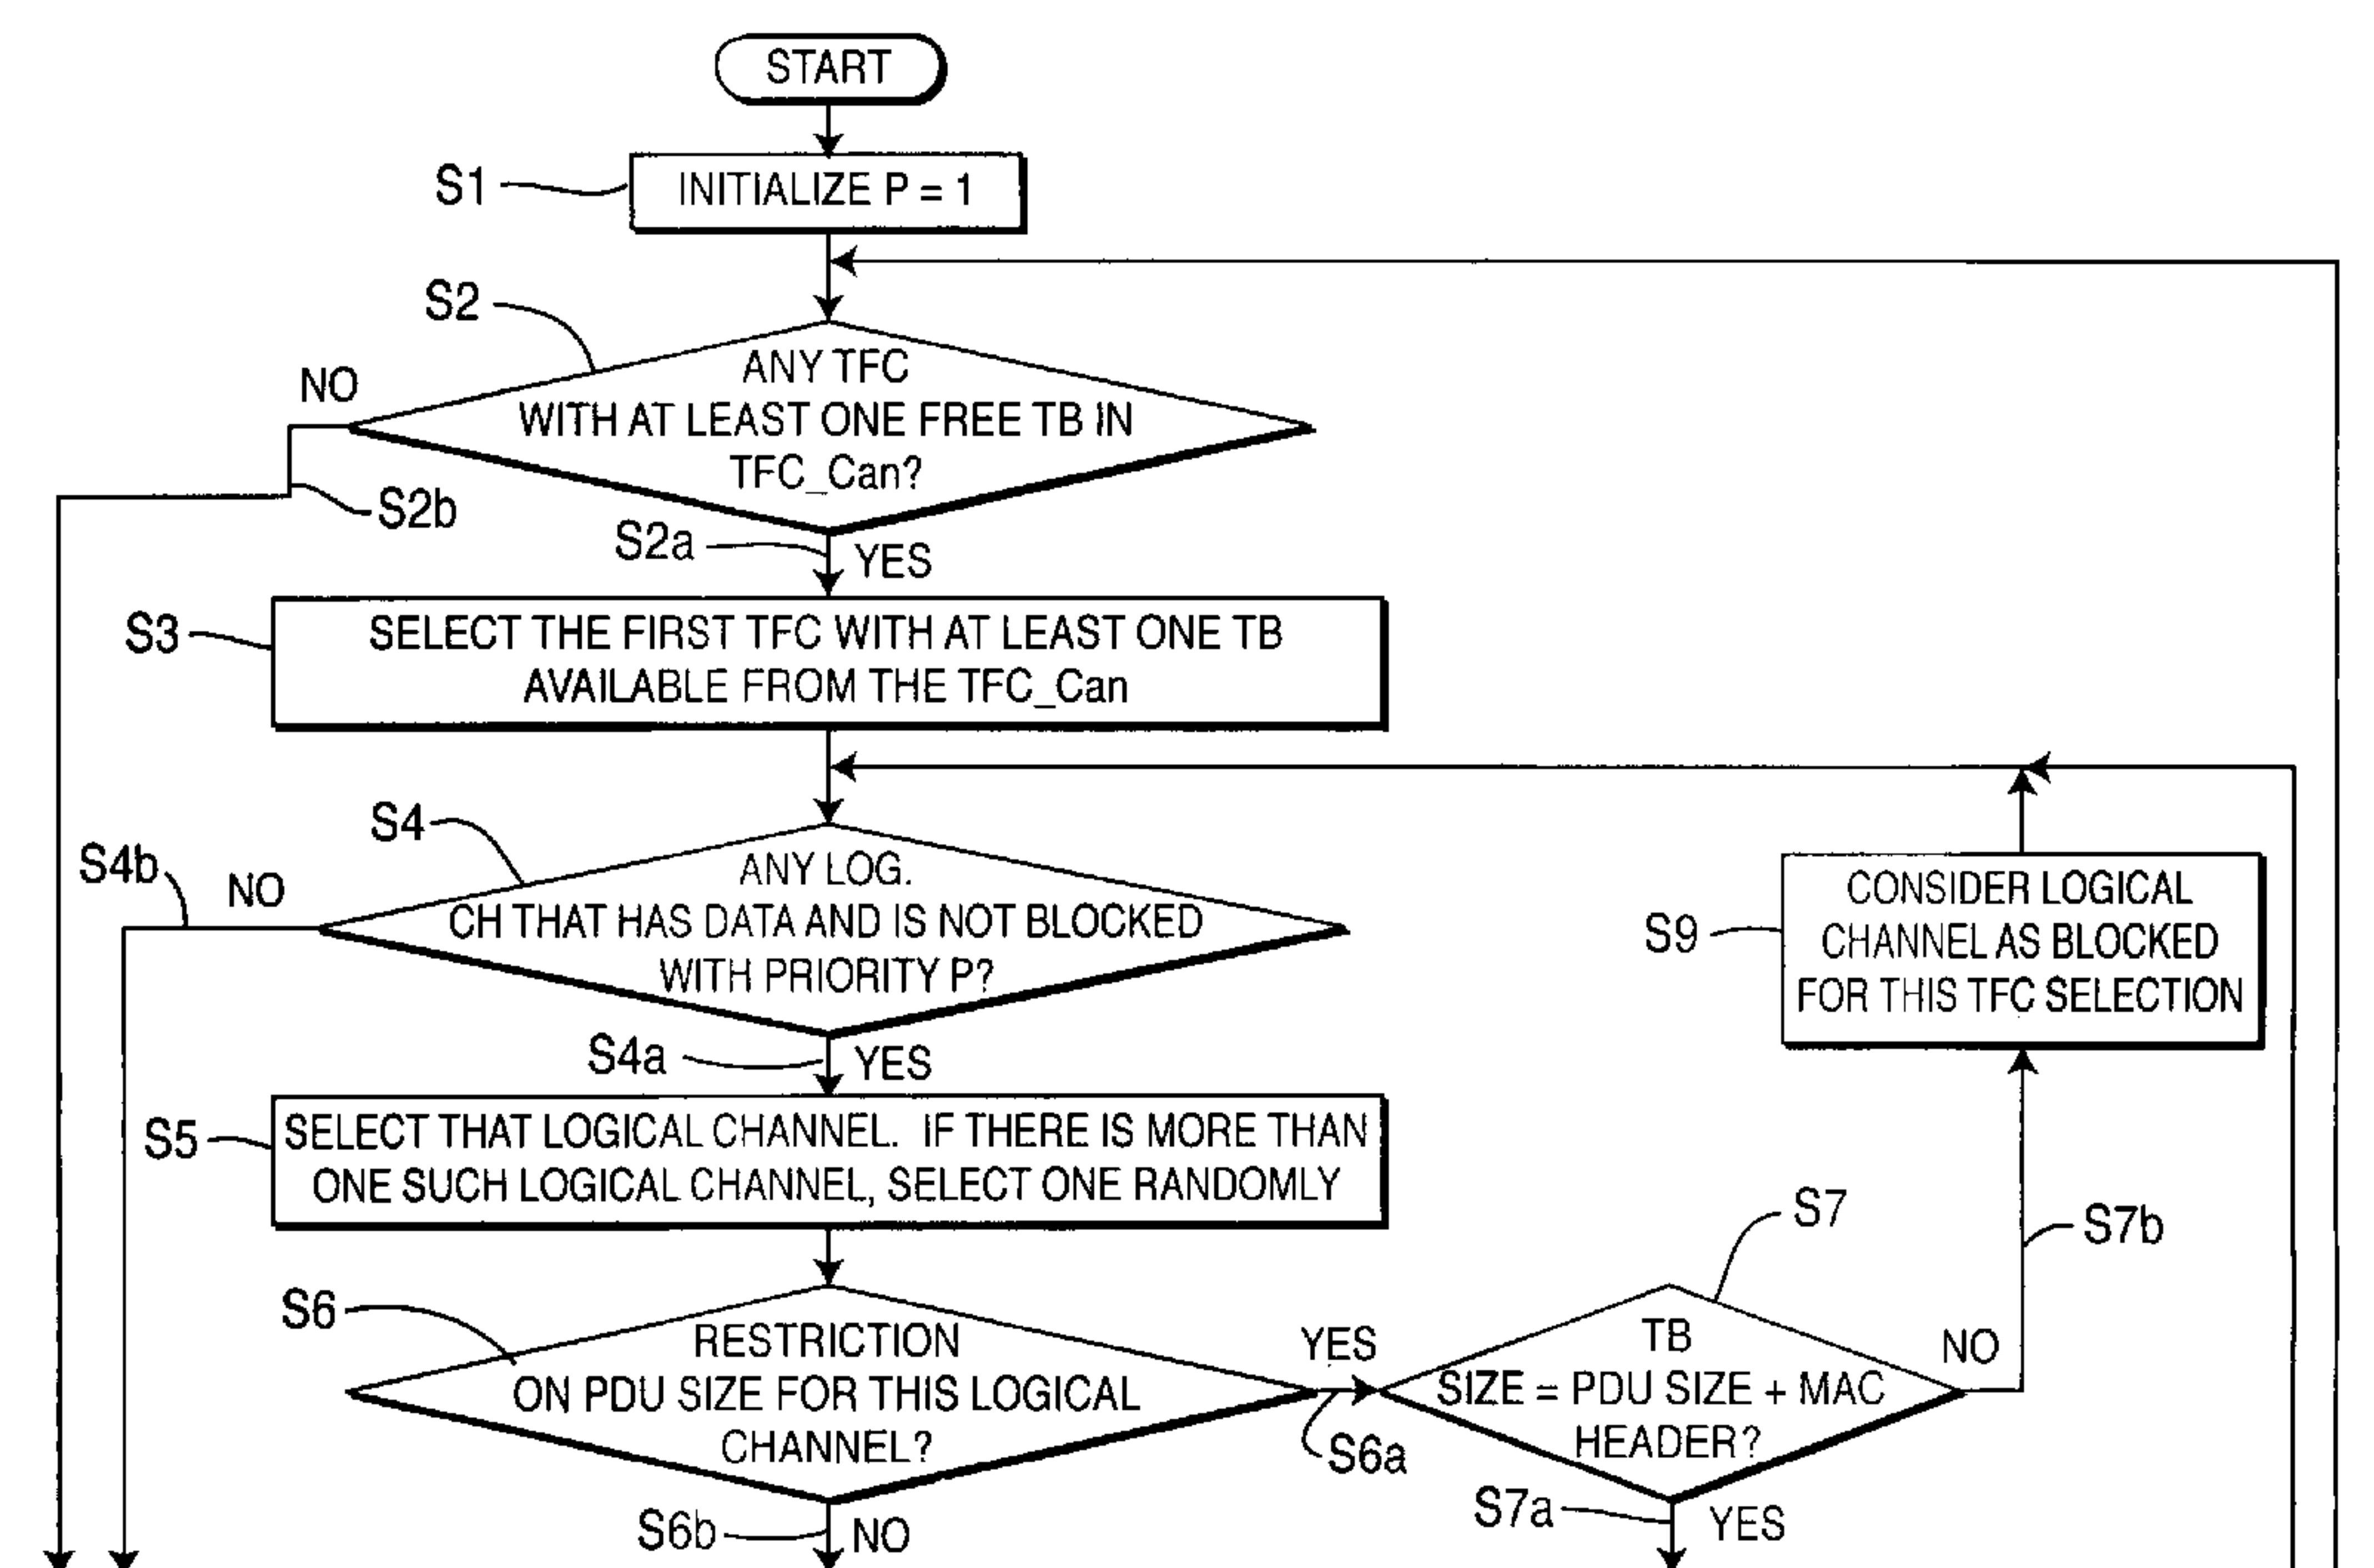 START
S1
INITIALIZE P = 1
S2
NO
ANY TFC
WITH AT LEAST ONE FREE TB IN
TFC_Can?
S2b
S2a
YES
S3
SELECT THE FIRST TFC WITH AT LEAST ONE TB
AVAILABLE FROM THE TFC_Can
S4
S4b
NO
ANY LOG.
CH THAT HAS DATA AND IS NOT BLOCKED
WITH PRIORITY P?
S9
CONSIDER LOGICAL
CHANNEL AS BLOCKED
FOR THIS TFC SELECTION
S4a
YES
S5
SELECT THAT LOGICAL CHANNEL. IF THERE IS MORE THAN
ONE SUCH LOGICAL CHANNEL, SELECT ONE RANDOMLY
S7
S7b
S6
RESTRICTION
ON PDU SIZE FOR THIS LOGICAL
CHANNEL?
YES
S6a
TB
SIZE = PDU SIZE + MAC
HEADER?
NO
S6b
NO
S7a
YES